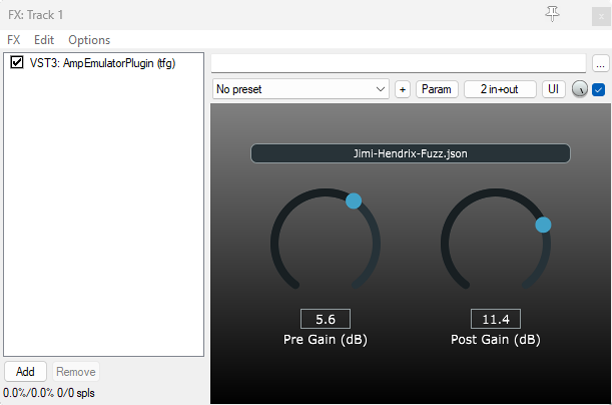 FX: Track 1
FX Edit Options
VST3: AmpEmulatorPlugin (tfg)
...
No preset
+
Param
2 in+out
UI
Jimi-Hendrix-Fuzz.json
5.6
11.4
Pre Gain (dB)
Post Gain (dB)
Add
Remove
0.0%/0.0% 0/0 spls